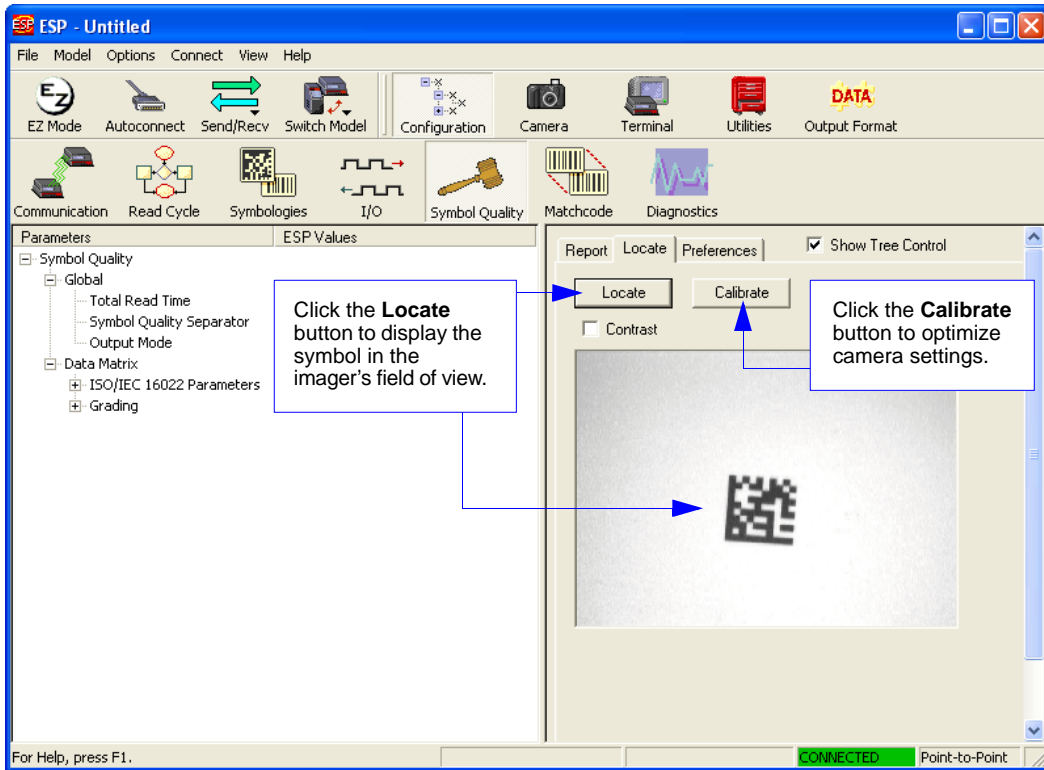 ESP - Untitled
File Model Options Connect View Help
EZ Mode Autoconnect Send/Recv Switch Model Configuration Camera Terminal Utilities Output Format
Communication Read Cycle Symbologies I/O Symbol Quality Matchcode Diagnostics
Parameters ESP Values
Symbol Quality
Global
Total Read Time
Symbol Quality Separator
Output Mode
Data Matrix
ISO/IEC 16022 Parameters
Grading
Click the Locate
button to display the
symbol in the
imager's field of view.
Report Locate Preferences Show Tree Control
Locate Calibrate
Contrast
Click the Calibrate
button to optimize
camera settings.
For Help, press F1. CONNECTED Point-to-Point